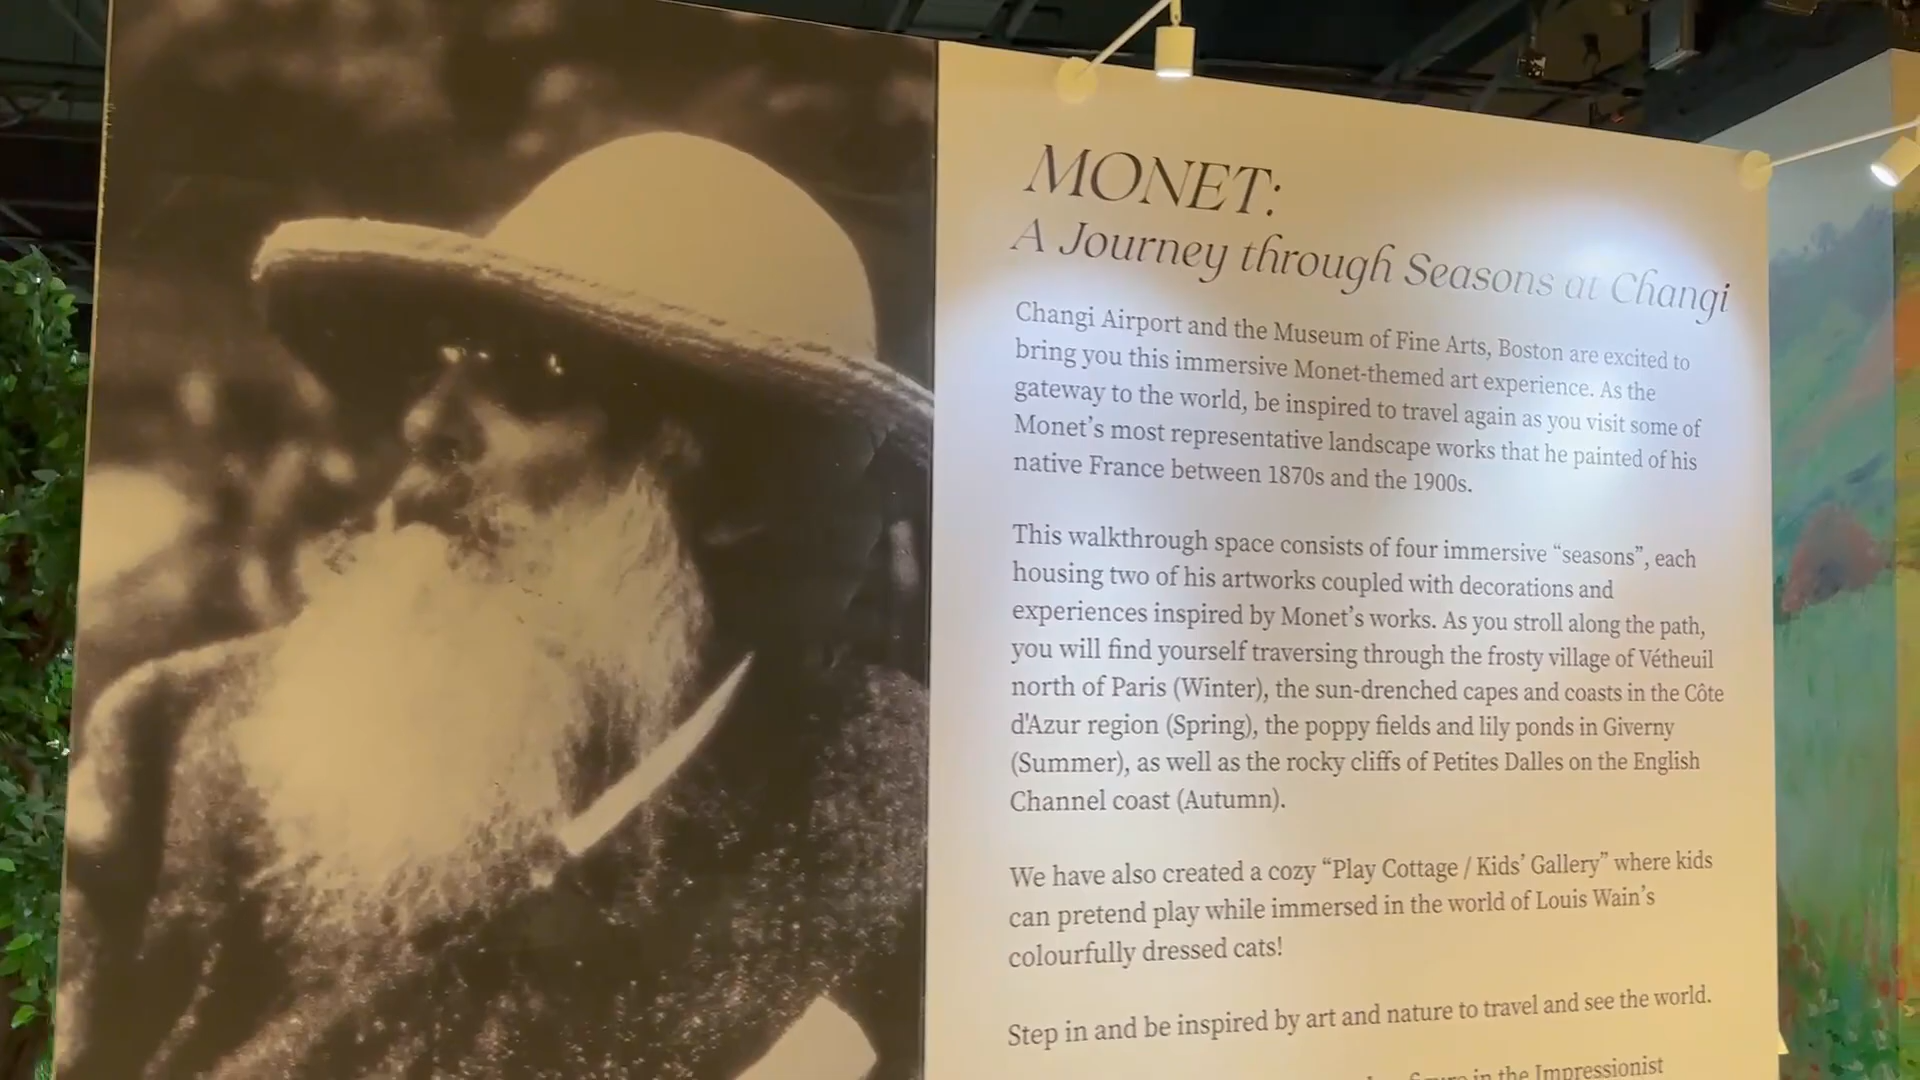 MONET:
A Journey through Seasons at Changi
Changi Airport and the Museum of Fine Arts, Boston are excited to
bring you this immersive Monet-themed art experience. As the
gateway to the world, be inspired to travel again as you visit some of
Monet’s most representative landscape works that he painted of his
native France between 1870s and the 1900s.
This walkthrough space consists of four immersive “seasons”, each
housing two of his artworks coupled with decorations and
experiences inspired by Monet’s works. As you stroll along the path,
you will find yourself traversing through the frosty village of Vétheuil
north of Paris (Winter), the sun-drenched capes and coasts in the Côte
d'Azur region (Spring), the poppy fields and lily ponds in Giverny
(Summer), as well as the rocky cliffs of Petites Dalles on the English
Channel coast (Autumn).
We have also created a cozy “Play Cottage / Kids’ Gallery” where kids
can pretend play while immersed in the world of Louis Wain’s
colourfully dressed cats!
Step in and be inspired by art and nature to travel and see the world.
in the Impressionist